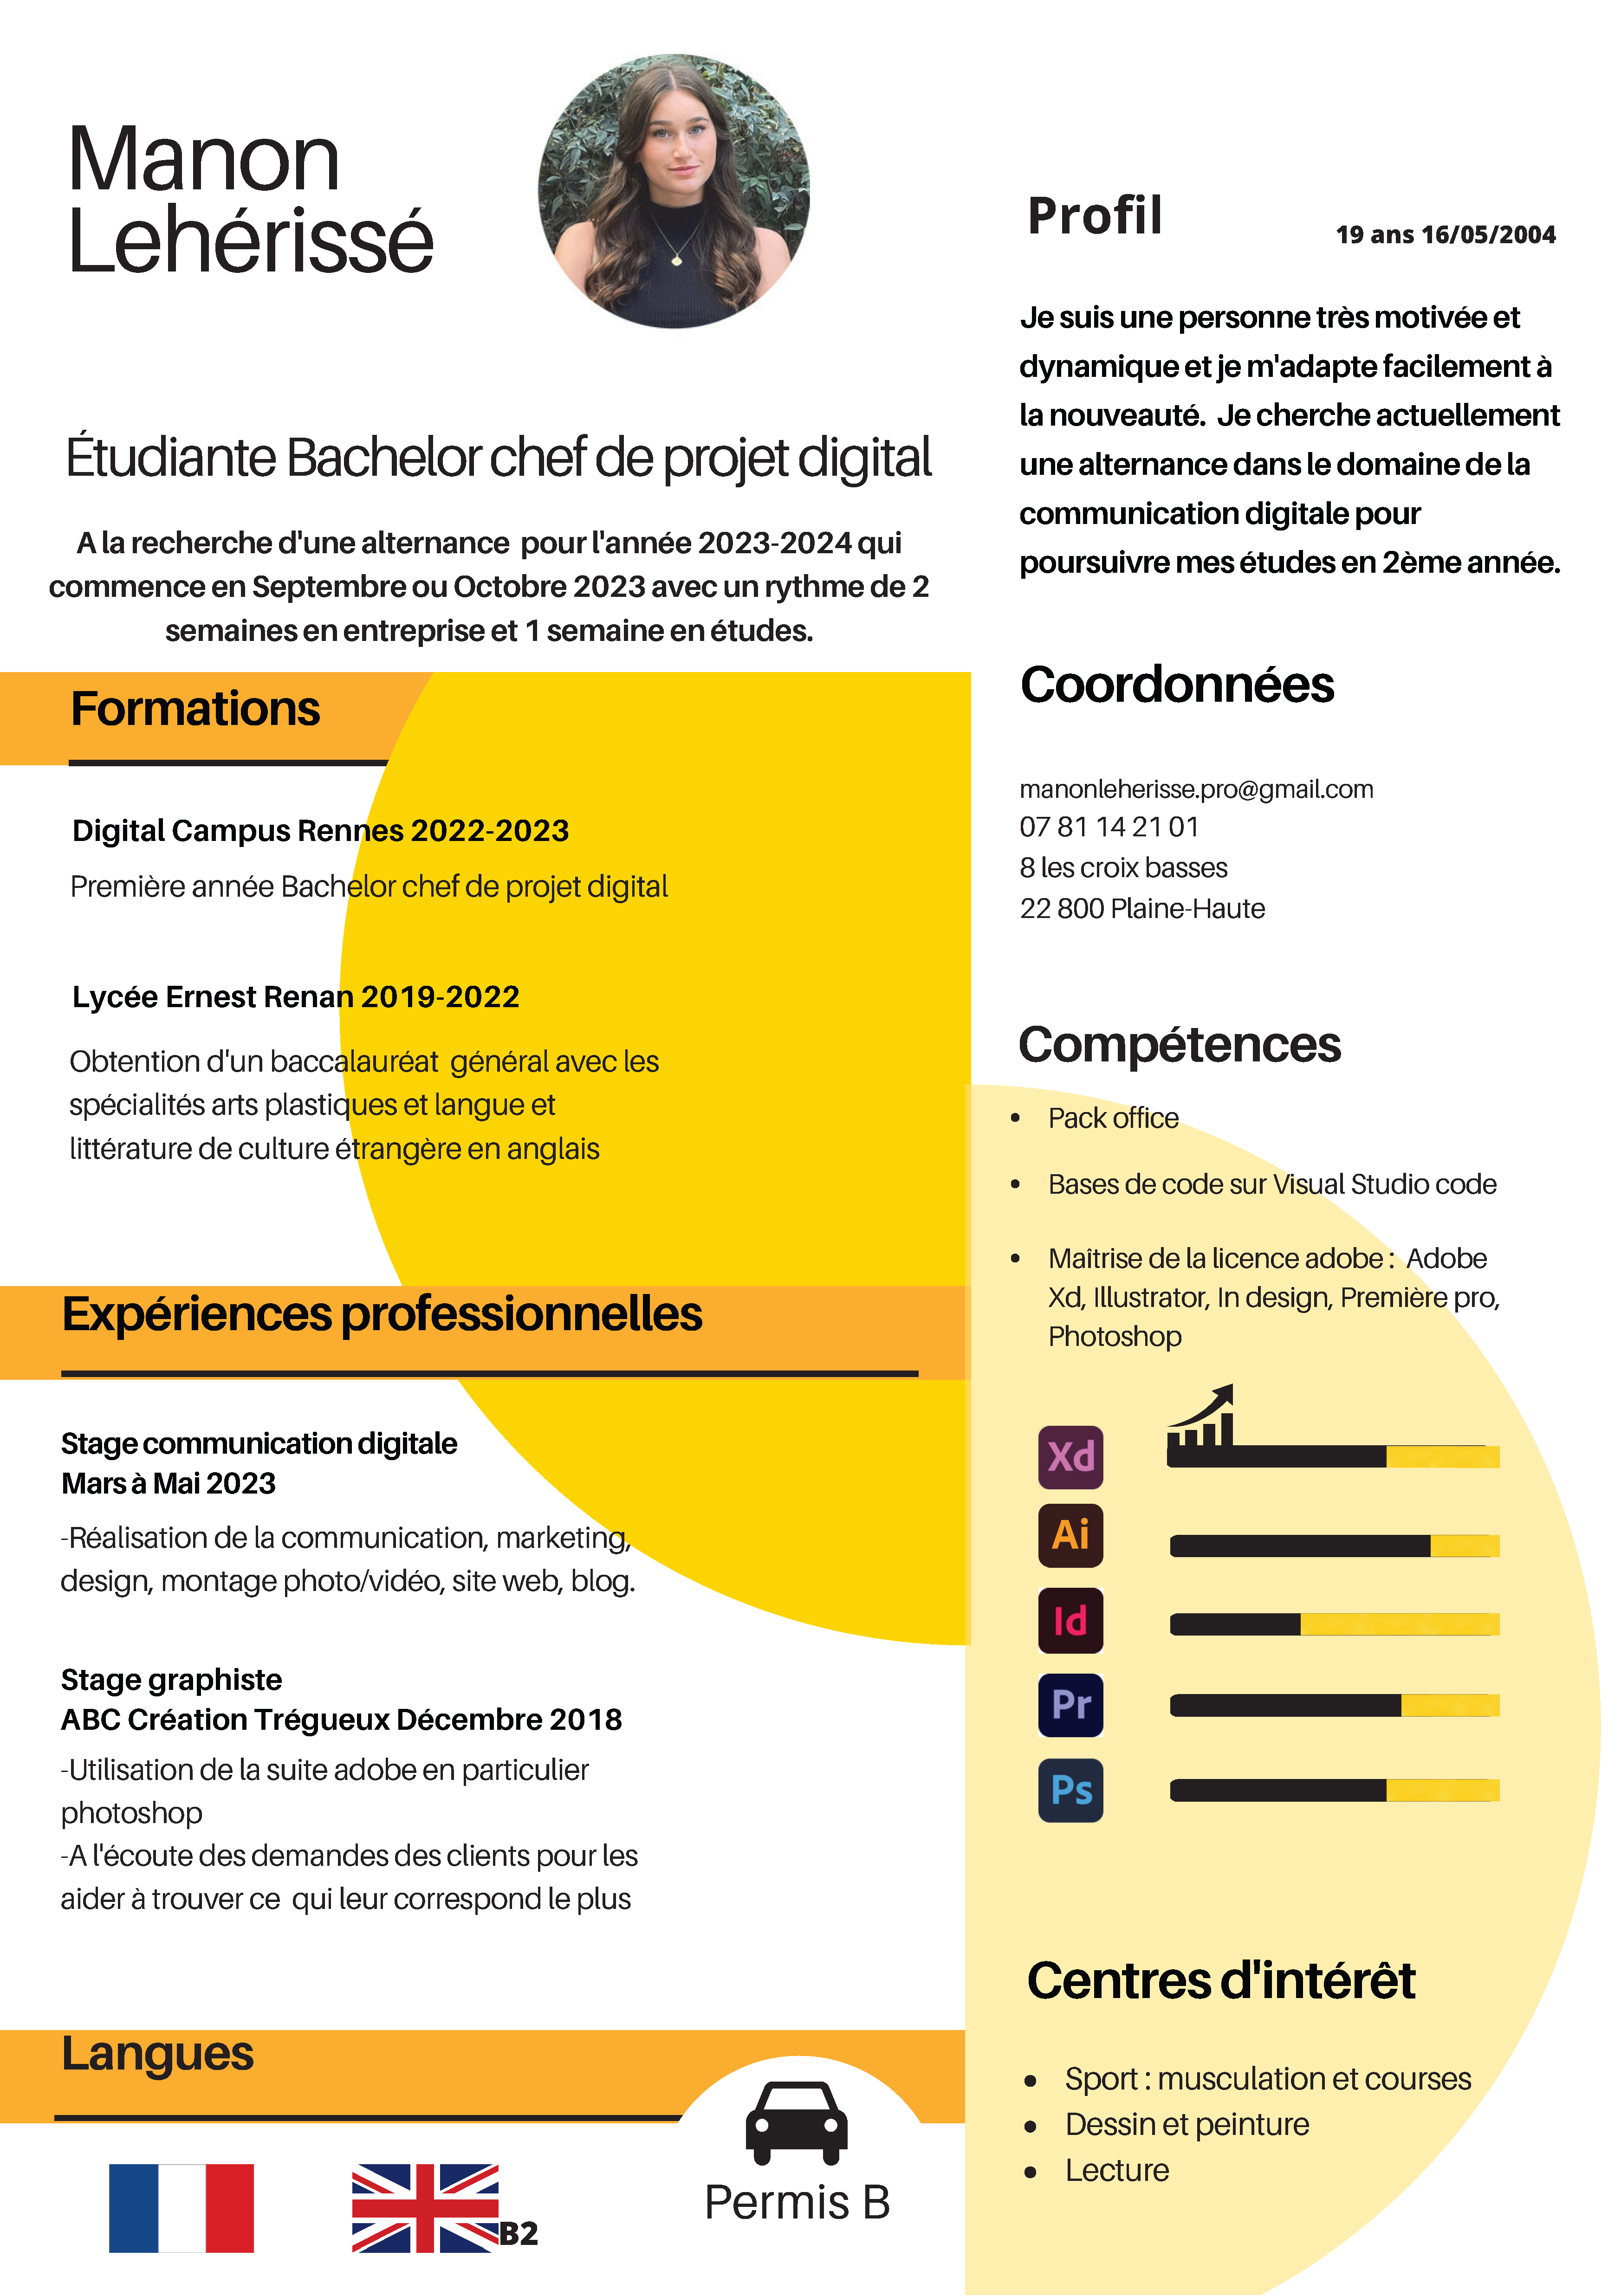 Manon
Lehérissé
Étudiante Bachelor chef de projet digital
A la recherche d'une alternance pour l'année 2023-2024 qui
commence en Septembre ou Octobre 2023 avec un rythme de 2
semaines en entreprise et 1 semaine en études.
Formations
Digital Campus Rennes 2022-2023
Première année Bachelor chef de projet digital
Lycée Ernest Renan 2019-2022
Obtention d'un baccalauréat général avec les
spécialités arts plastiques et langue et
littérature de culture étrangère en anglais
Expériences professionnelles
Stage communication digitale
Mars à Mai 2023
-Réalisation de la communication, marketing,
design, montage photo/vidéo, site web, blog.
Stage graphiste
ABC Création Trégueux Décembre 2018
-Utilisation de la suite adobe en particulier
photoshop
-A l'écoute des demandes des clients pour les
aider à trouver ce qui leur correspond le plus
Langues
B2
Permis B
Profil
19 ans 16/05/2004
Je suis une personne très motivée et
dynamique et je m'adapte facilement à
la nouveauté. Je cherche actuellement
une alternance dans le domaine de la
communication digitale pour
poursuivre mes études en 2ème année.
Coordonnées
manonleherisse.pro@gmail.com
07 81 14 21 01
8 les croix basses
22 800 Plaine-Haute
Compétences
• Pack office
• Bases de code sur Visual Studio code
• Maîtrise de la licence adobe : Adobe
Xd, Illustrator, In design, Première pro,
Photoshop
Xd
Ai
Id
Pr
Ps
Centres d'intérêt
• Sport : musculation et courses
• Dessin et peinture
• Lecture